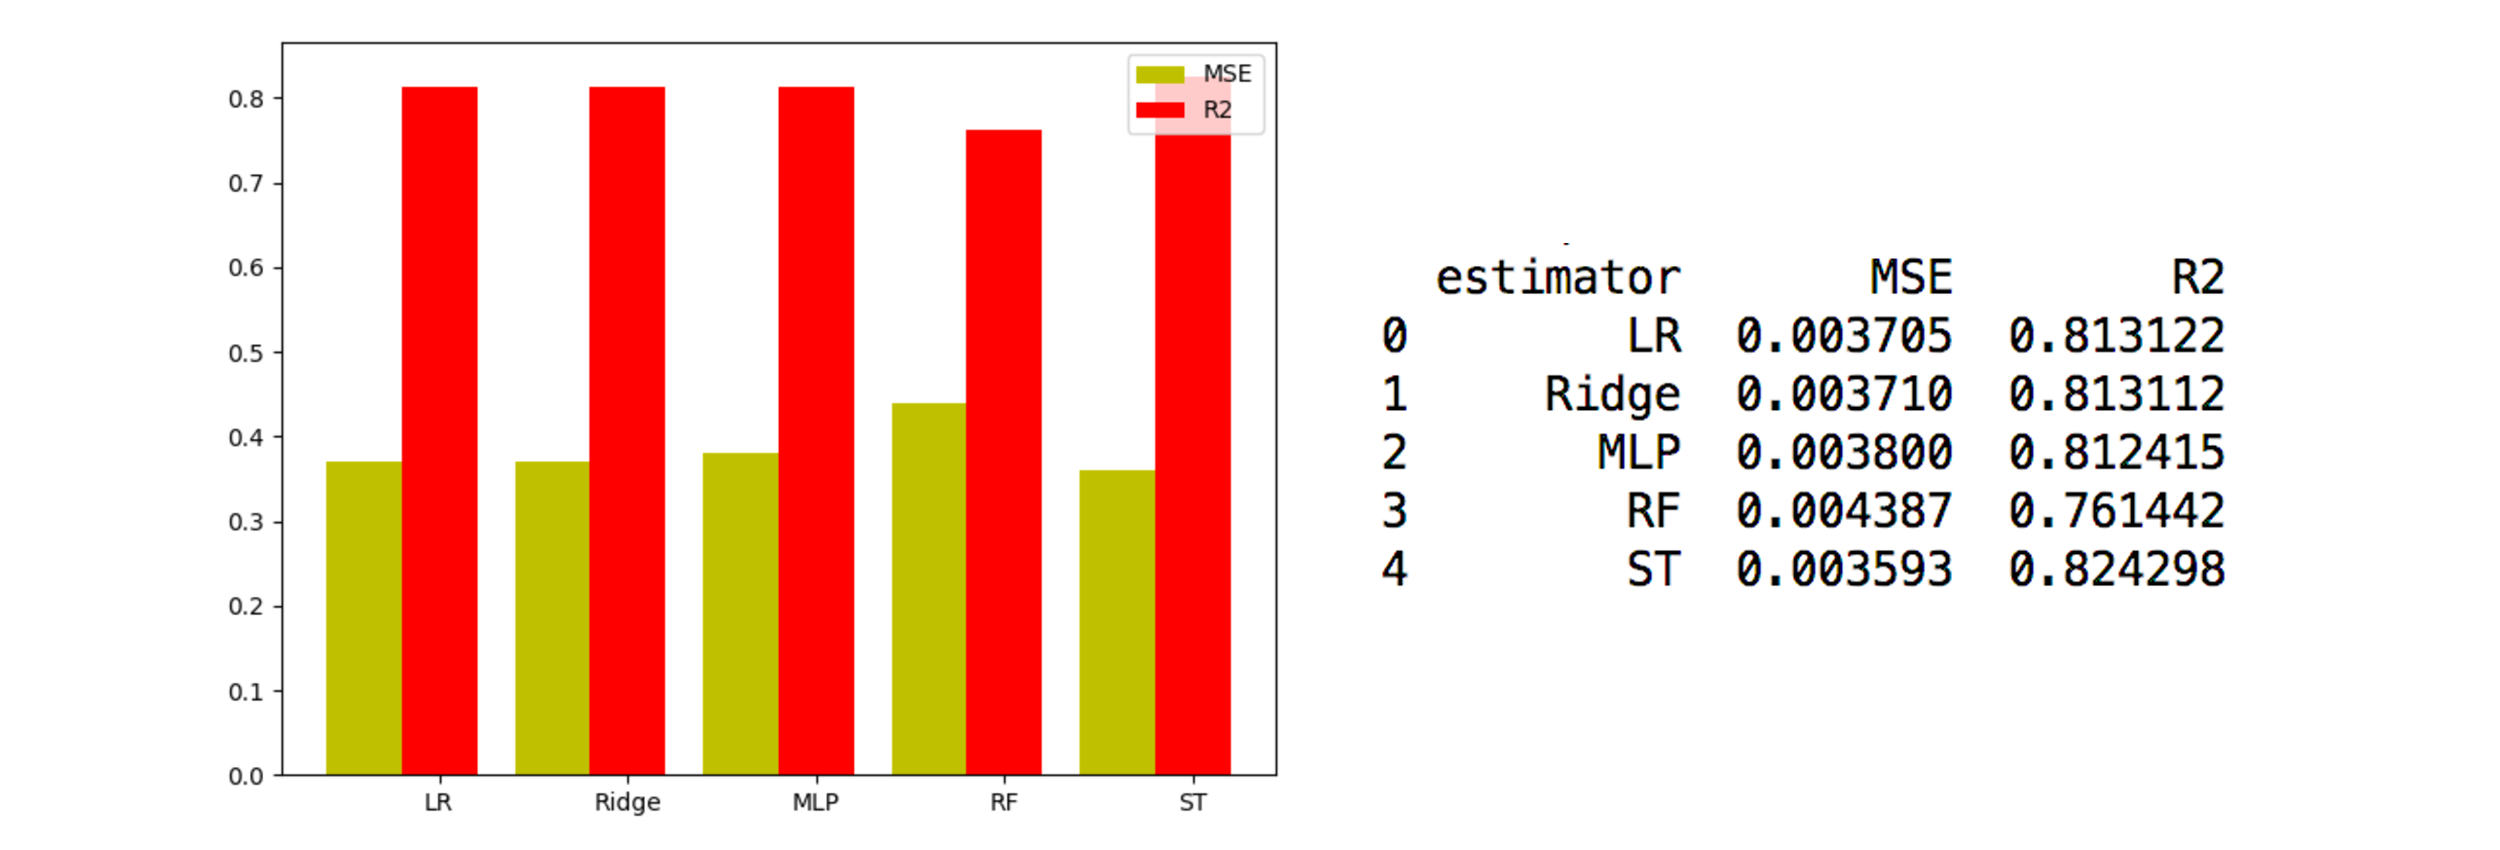 MSE
R2
0.8
0.7
0.6
0.5
0.4
0.3
0.2
0.1
0.0
LR Ridge MLP RF ST
estimator MSE R2
0 LR 0.003705 0.813122
1 Ridge 0.003710 0.813112
2 MLP 0.003800 0.812415
3 RF 0.004387 0.761442
4 ST 0.003593 0.824298